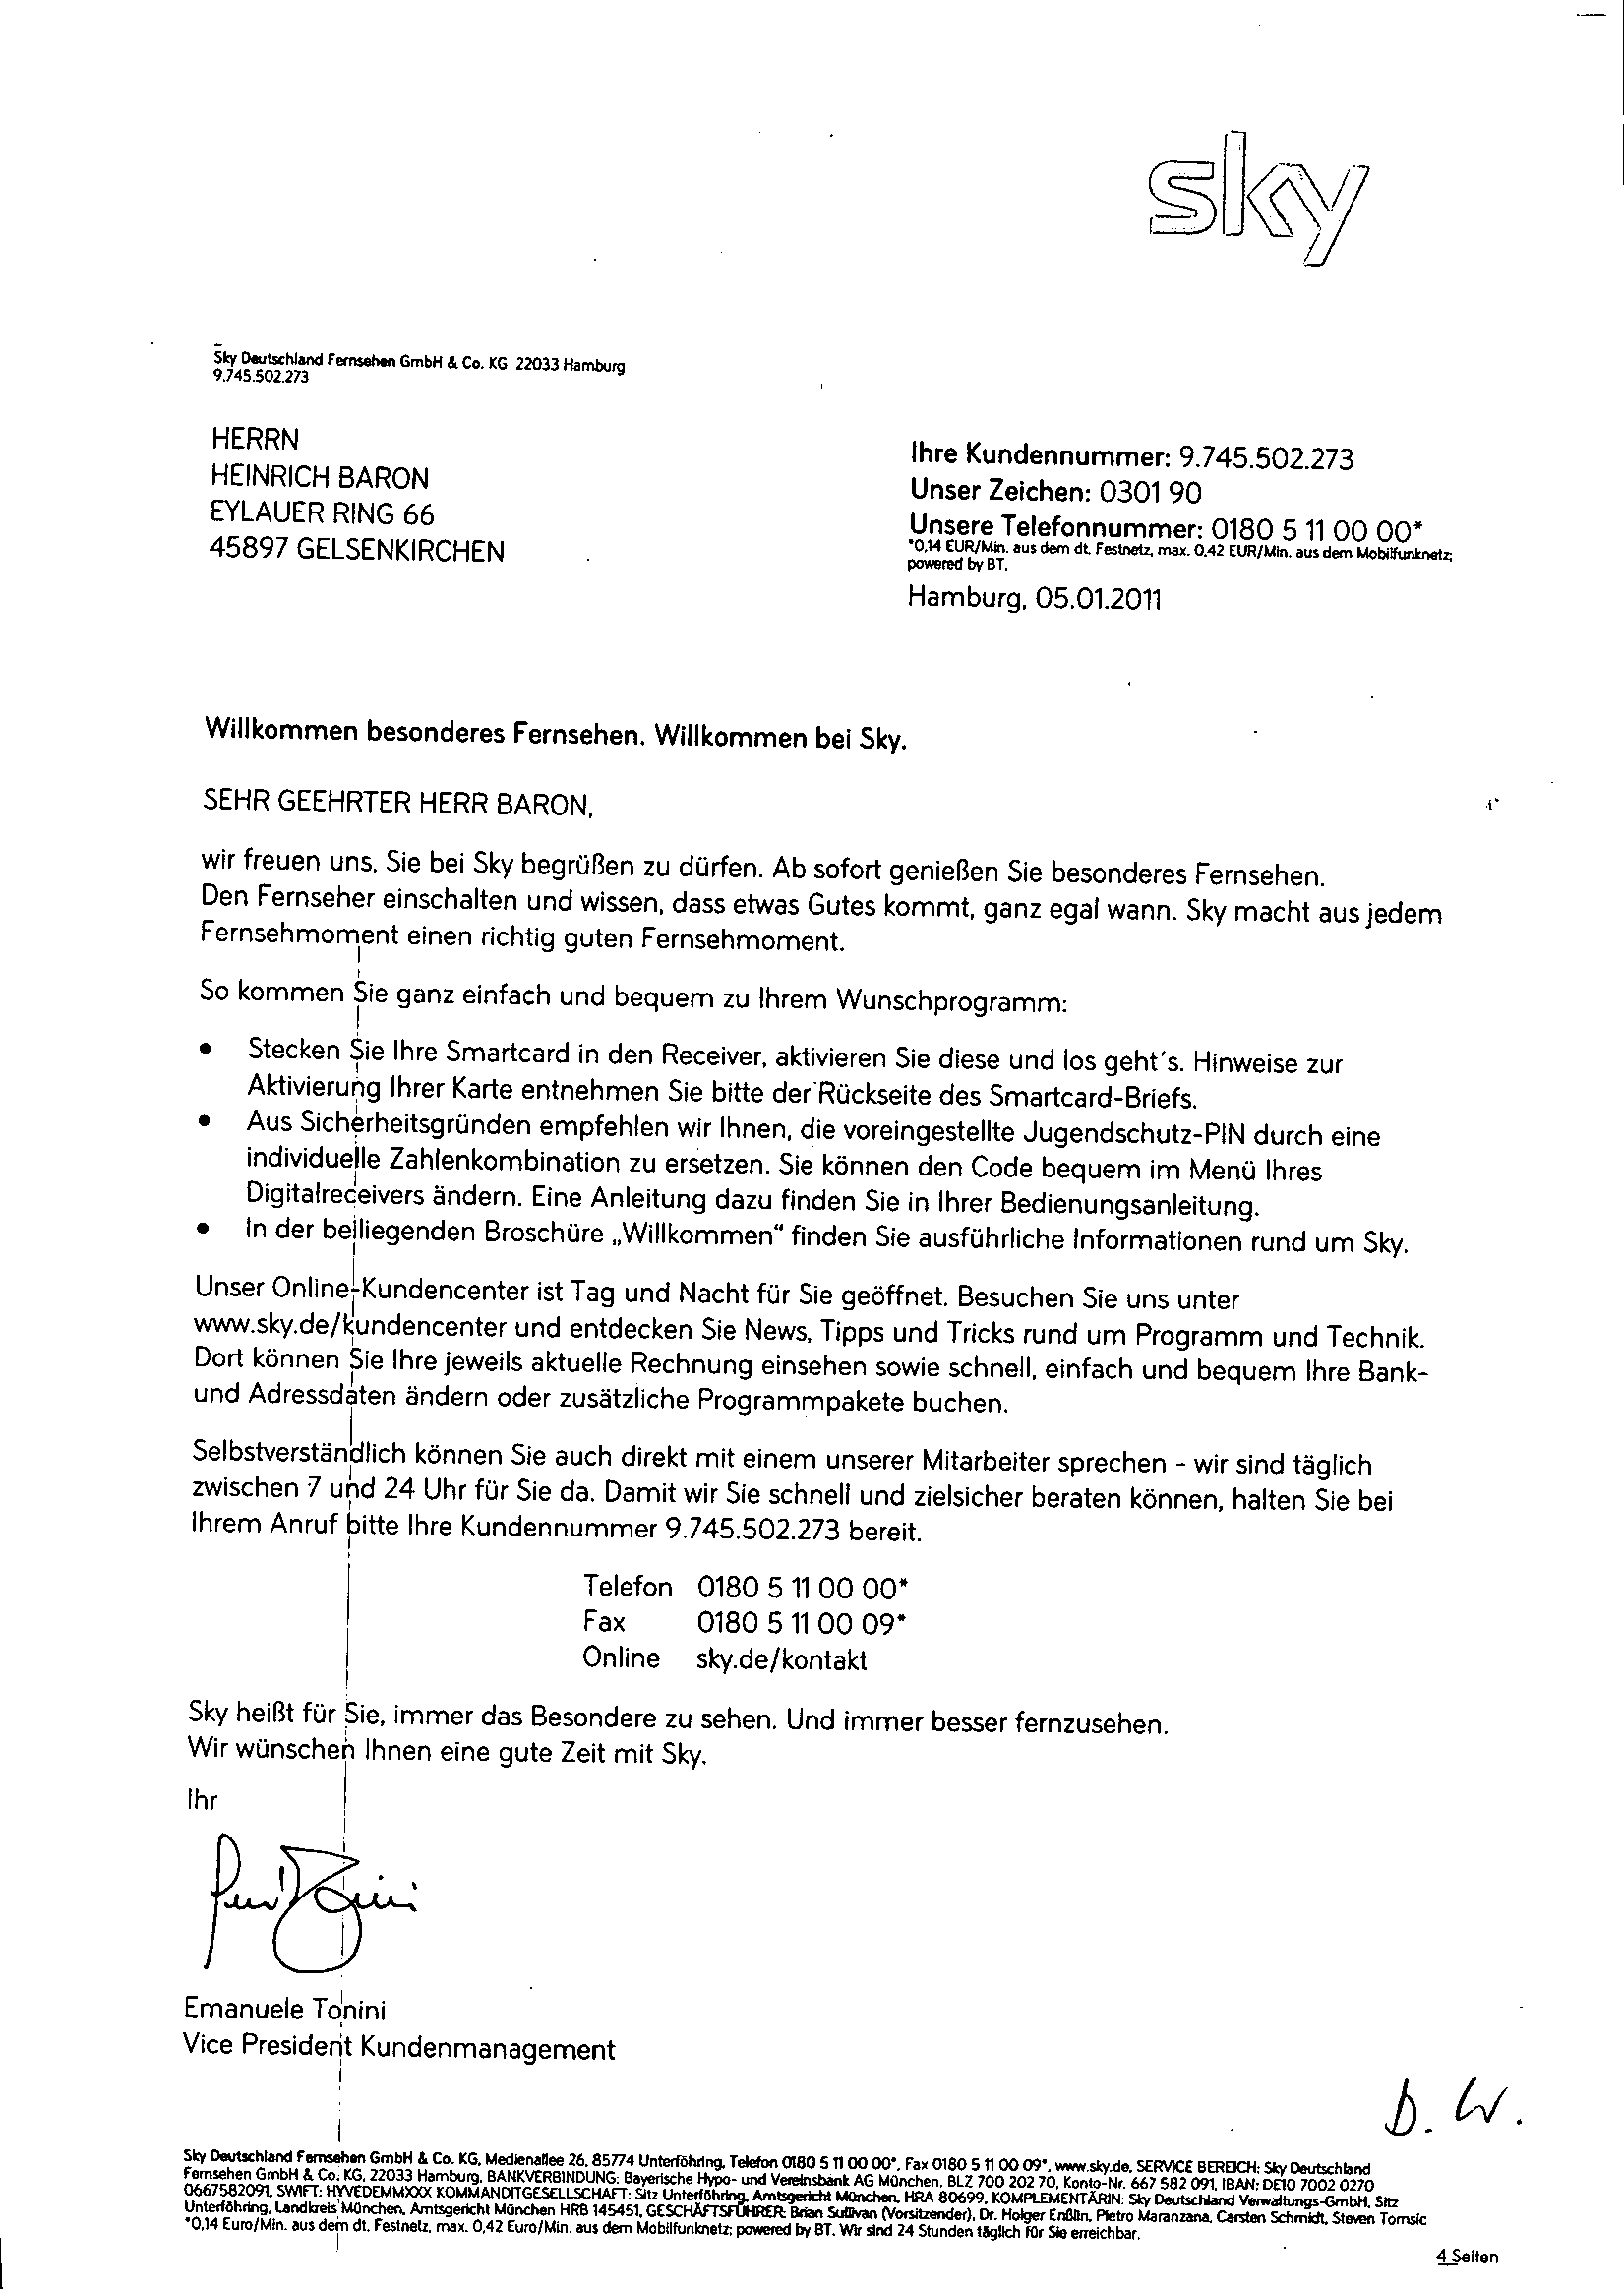 sky
Sky Deutschland Fernsehen GmbH & Co. KG 22033 Hamburg
9.745.502.273
HERRN
HEINRICH BARON
EYLAUER RING 66
45897 GELSENKIRCHEN
Ihre Kundennummer: 9.745.502.273
Unser Zeichen: 0301 90
Unsere Telefonnummer: 0180 5 11 00 00*
*0,14 EUR/Min. aus dem dt. Festnetz, max. 0,42 EUR/Min. aus dem Mobilfunknetz;
powered by BT.
Hamburg, 05.01.2011
Willkommen besonderes Fernsehen. Willkommen bei Sky.
SEHR GEEHRTER HERR BARON,
wir freuen uns, Sie bei Sky begrüßen zu dürfen. Ab sofort genießen Sie besonderes Fernsehen.
Den Fernseher einschalten und wissen, dass etwas Gutes kommt, ganz egal wann. Sky macht aus jedem
Fernsehmoment einen richtig guten Fernsehmoment.
So kommen Sie ganz einfach und bequem zu Ihrem Wunschprogramm:
• Stecken Sie Ihre Smartcard in den Receiver, aktivieren Sie diese und los geht's. Hinweise zur
Aktivierung Ihrer Karte entnehmen Sie bitte der Rückseite des Smartcard-Briefs.
• Aus Sicherheitsgründen empfehlen wir Ihnen, die voreingestellte Jugendschutz-PIN durch eine
individuelle Zahlenkombination zu ersetzen. Sie können den Code bequem im Menü Ihres
Digitalreceivers ändern. Eine Anleitung dazu finden Sie in Ihrer Bedienungsanleitung.
• In der beiliegenden Broschüre „Willkommen“ finden Sie ausführliche Informationen rund um Sky.
Unser Online-Kundencenter ist Tag und Nacht für Sie geöffnet. Besuchen Sie uns unter
www.sky.de/kundencenter und entdecken Sie News, Tipps und Tricks rund um Programm und Technik.
Dort können Sie Ihre jeweils aktuelle Rechnung einsehen sowie schnell, einfach und bequem Ihre Bank-
und Adressdaten ändern oder zusätzliche Programmpakete buchen.
Selbstverständlich können Sie auch direkt mit einem unserer Mitarbeiter sprechen - wir sind täglich
zwischen 7 und 24 Uhr für Sie da. Damit wir Sie schnell und zielsicher beraten können, halten Sie bei
Ihrem Anruf bitte Ihre Kundennummer 9.745.502.273 bereit.
Telefon 0180 5 11 00 00*
Fax 0180 5 11 00 09*
Online sky.de/kontakt
Sky heißt für Sie, immer das Besondere zu sehen. Und immer besser fernzusehen.
Wir wünschen Ihnen eine gute Zeit mit Sky.
Ihr
Emanuele Tonini
Vice President Kundenmanagement
D. W.
Sky Deutschland Fernsehen GmbH & Co. KG, Medienallee 26, 85774 Unterföhring, Telefon 0180 5 11 00 00*, Fax 0180 5 11 00 09*, www.sky.de, SERVICE BEREICH: Sky Deutschland
Fernsehen GmbH & Co. KG, 22033 Hamburg, BANKVERBINDUNG: Bayerische Hypo- und Vereinsbank AG München, BLZ 700 202 70, Konto-Nr. 667 582 091, IBAN: DE10 7002 0270
0667582091, SWIFT: HYVEDEMMXXX KOMMANDITGESELLSCHAFT: Sitz Unterföhring, Amtsgericht München, HRA 80699, KOMPLEMENTÄRIN: Sky Deutschland Verwaltungs-GmbH, Sitz
Unterföhring, Landkreis München, Amtsgericht München HRB 145451, GESCHÄFTSFÜHRER: Brian Sullivan (Vorsitzender), Dr. Holger Enßlin, Pietro Maranzana, Carsten Schmidt, Steven Tomsic
*0,14 Euro/Min. aus dem dt. Festnetz, max. 0,42 Euro/Min. aus dem Mobilfunknetz; powered by BT. Wir sind 24 Stunden täglich für Sie erreichbar.
4 Seiten